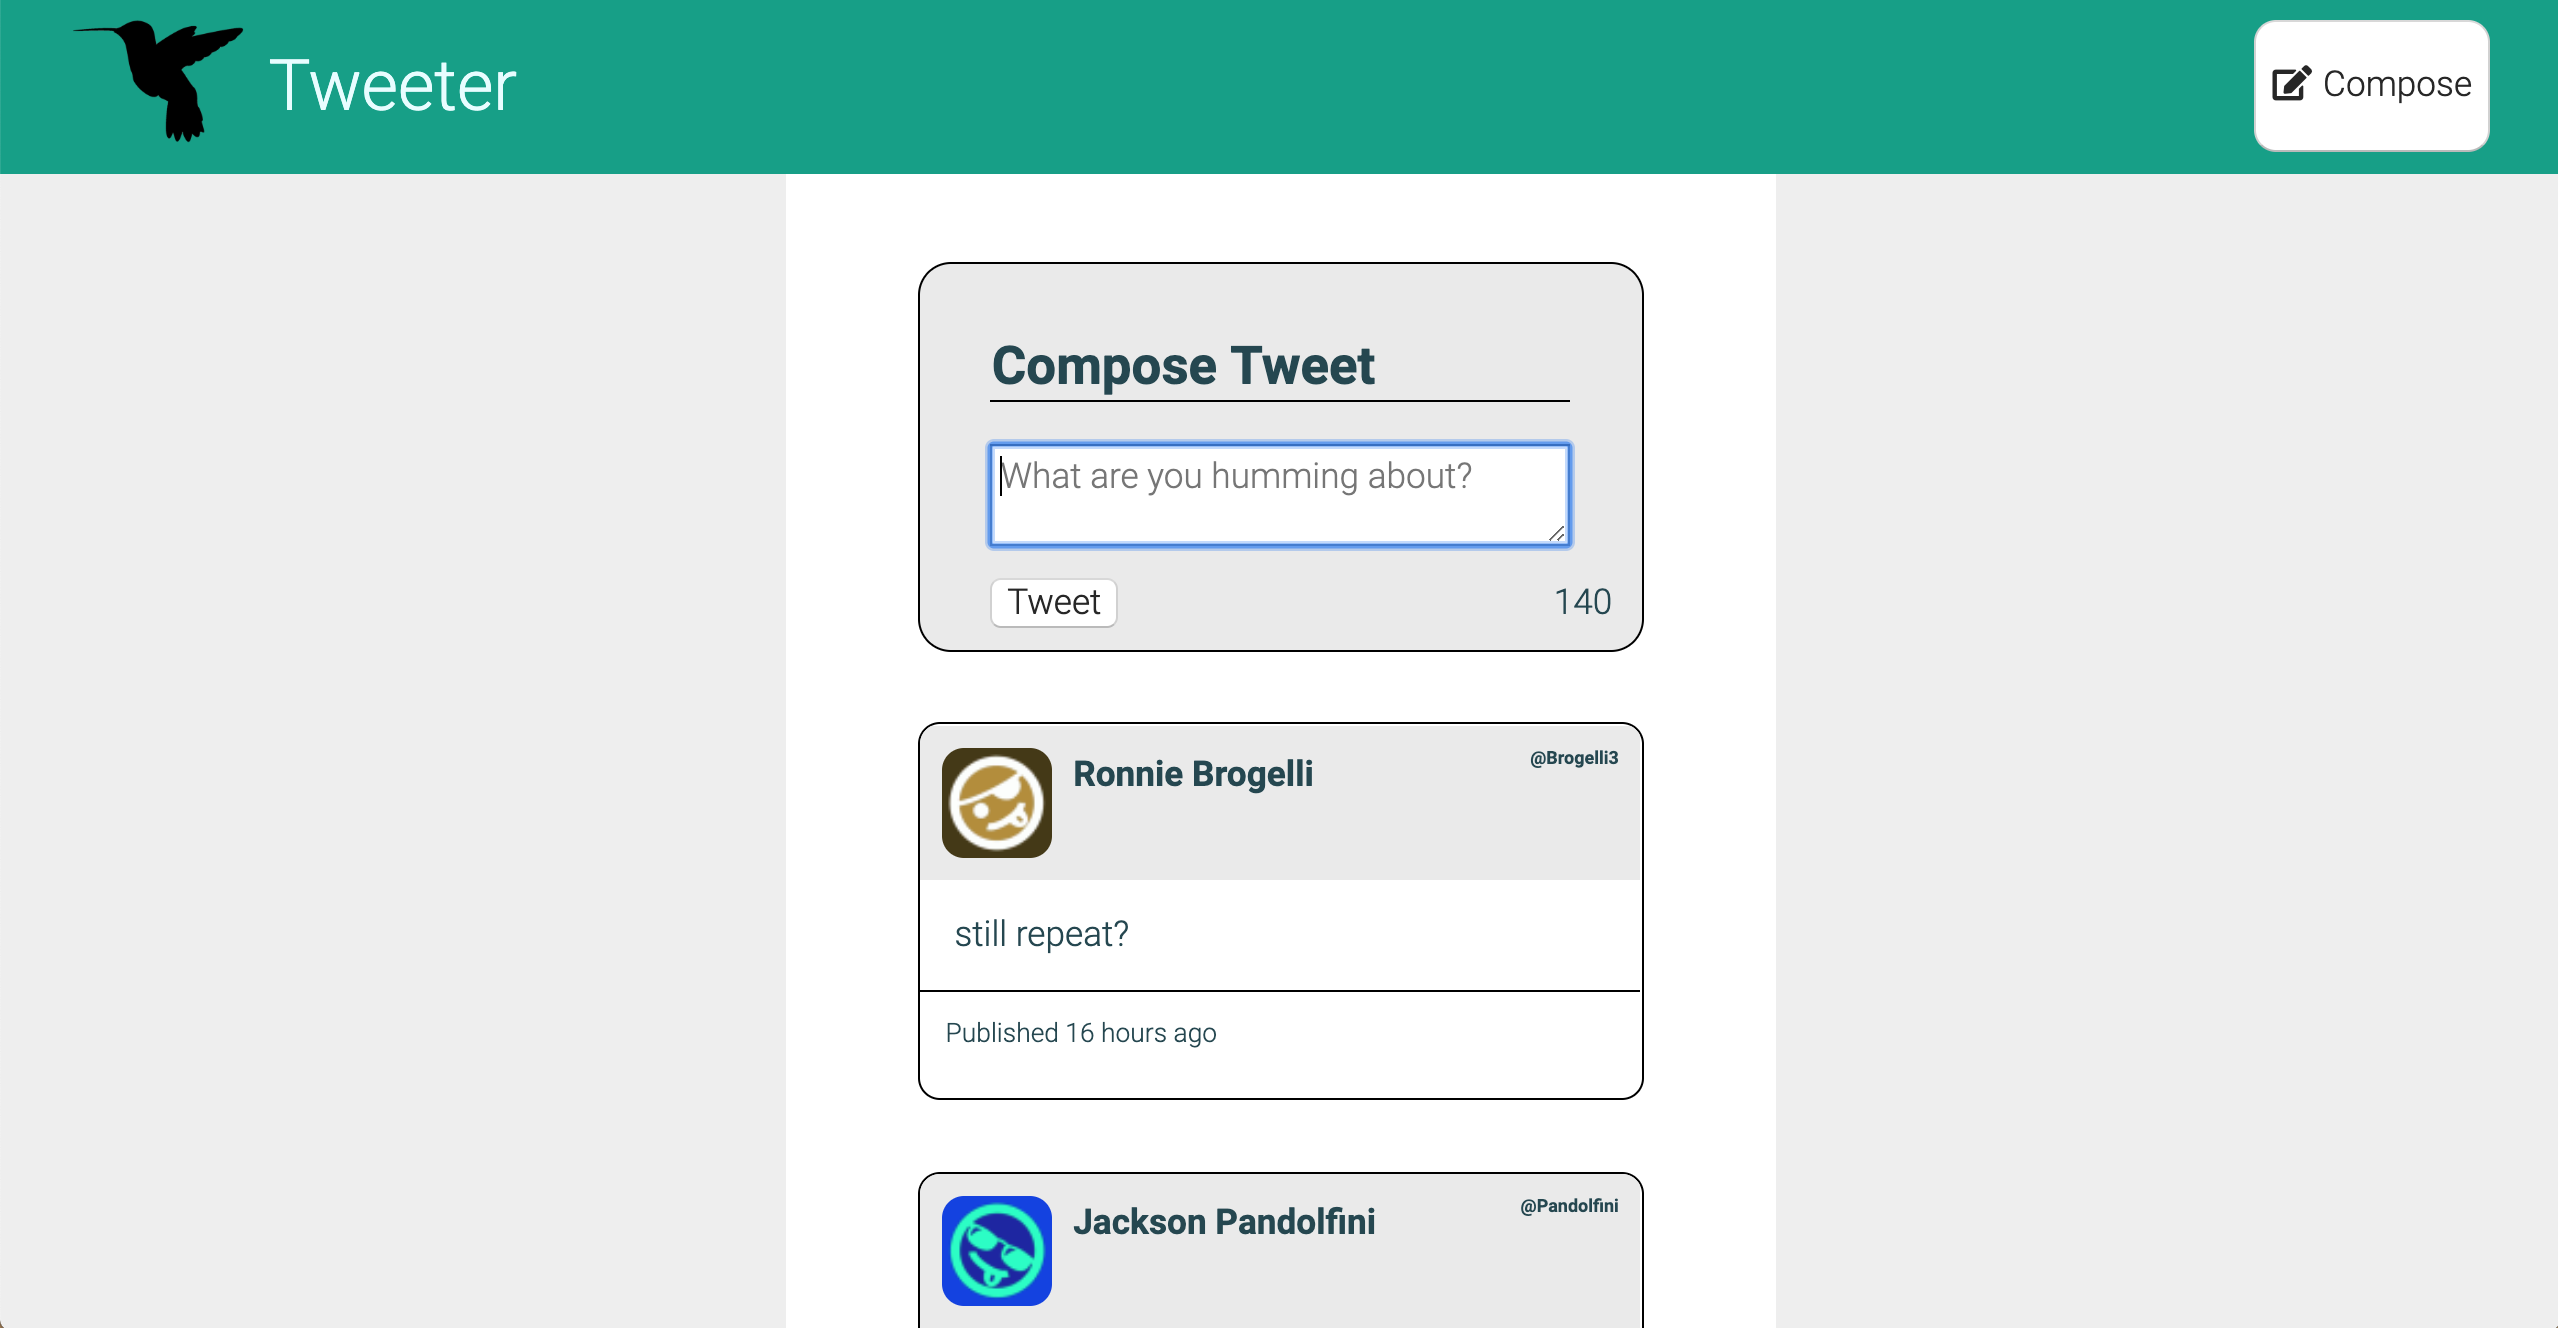 Tweeter
Compose
Compose Tweet
What are you humming about?
Tweet
140
Ronnie Brogelli
@Brogelli3
still repeat?
Published 16 hours ago
Jackson Pandolfini
@Pandolfini